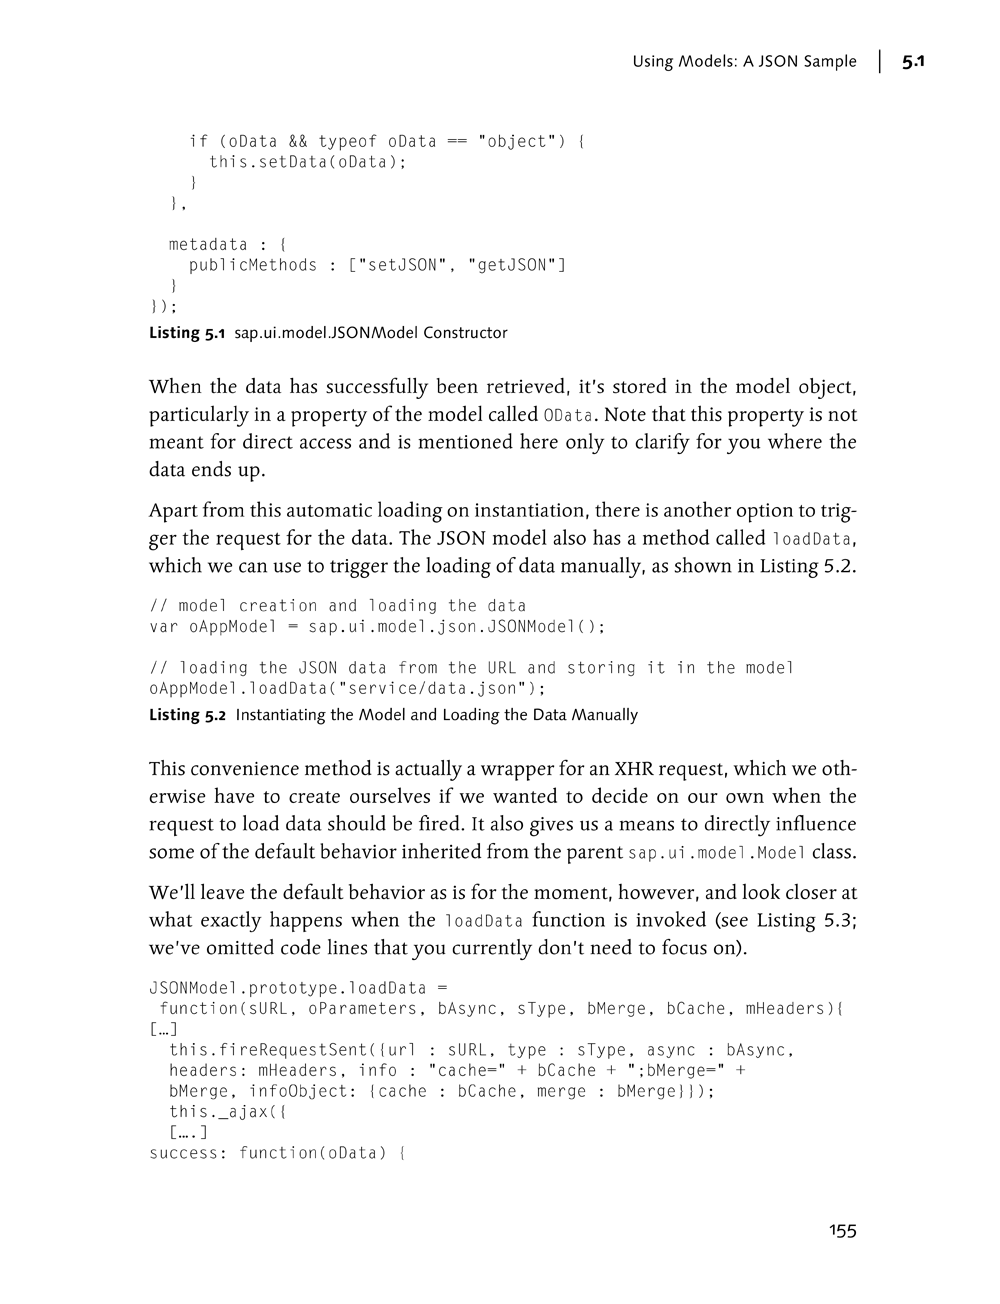 Using Models: A JSON Sample | 5.1
if (oData && typeof oData == "object") {
this.setData(oData);
}
},
metadata : {
publicMethods : ["setJSON", "getJSON"]
}
});
Listing 5.1 sap.ui.model.JSONModel Constructor
When the data has successfully been retrieved, it's stored in the model object,
particularly in a property of the model called OData. Note that this property is not
meant for direct access and is mentioned here only to clarify for you where the
data ends up.
Apart from this automatic loading on instantiation, there is another option to trig-
ger the request for the data. The JSON model also has a method called loadData,
which we can use to trigger the loading of data manually, as shown in Listing 5.2.
// model creation and loading the data
var oAppModel = sap.ui.model.json.JSONModel();
// loading the JSON data from the URL and storing it in the model
oAppModel.loadData("service/data.json");
Listing 5.2 Instantiating the Model and Loading the Data Manually
This convenience method is actually a wrapper for an XHR request, which we oth-
erwise have to create ourselves if we wanted to decide on our own when the
request to load data should be fired. It also gives us a means to directly influence
some of the default behavior inherited from the parent sap.ui.model.Model class.
We'll leave the default behavior as is for the moment, however, and look closer at
what exactly happens when the loadData function is invoked (see Listing 5.3;
we've omitted code lines that you currently don't need to focus on).
JSONModel.prototype.loadData =
function(sURL, oParameters, bAsync, sType, bMerge, bCache, mHeaders){
[…]
this.fireRequestSent({url : sURL, type : sType, async : bAsync,
headers: mHeaders, info : "cache=" + bCache + ";bMerge=" +
bMerge, infoObject: {cache : bCache, merge : bMerge}});
this._ajax({
[….]
success: function(oData) {
155